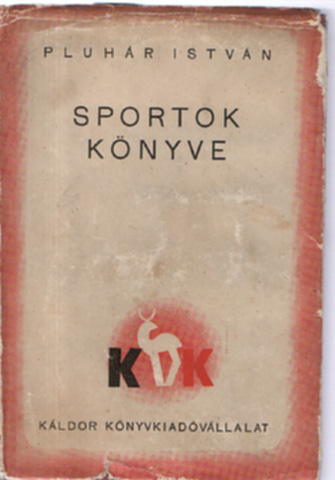 PLUHÁR ISTVÁN
SPORTOK
KÖNYVE
KVK
KÁLDOR KÖNYVKIADÓVÁLLALAT